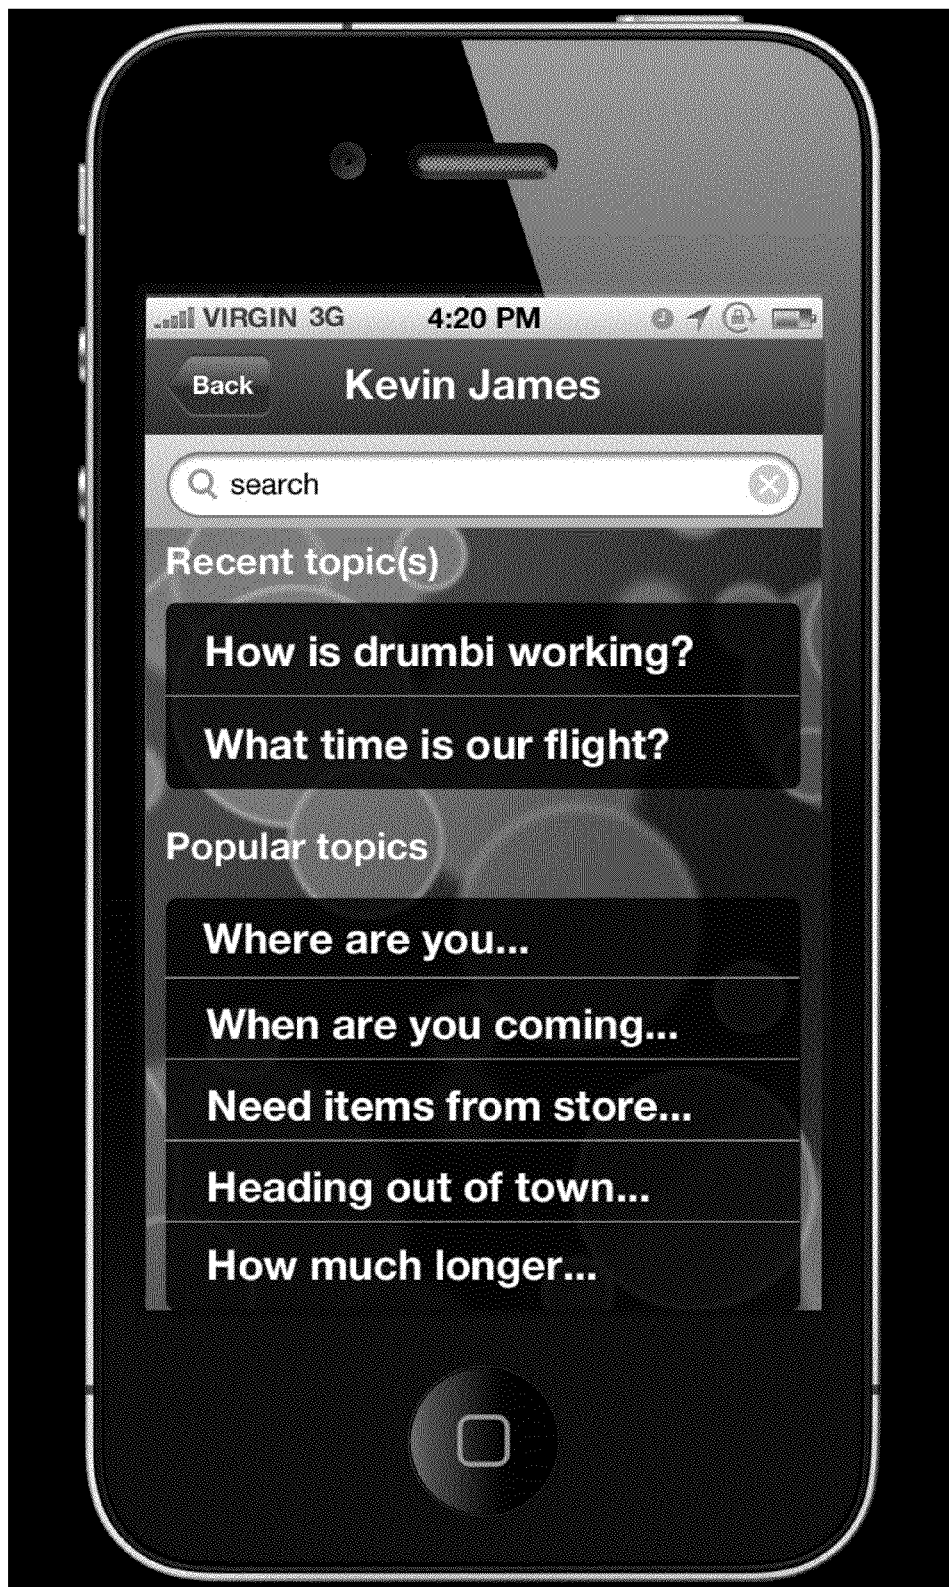 VIRGIN 3G 4:20 PM
Back Kevin James
search
Recent topic(s)
How is drumbi working?
What time is our flight?
Popular topics
Where are you...
When are you coming...
Need items from store...
Heading out of town...
How much longer...